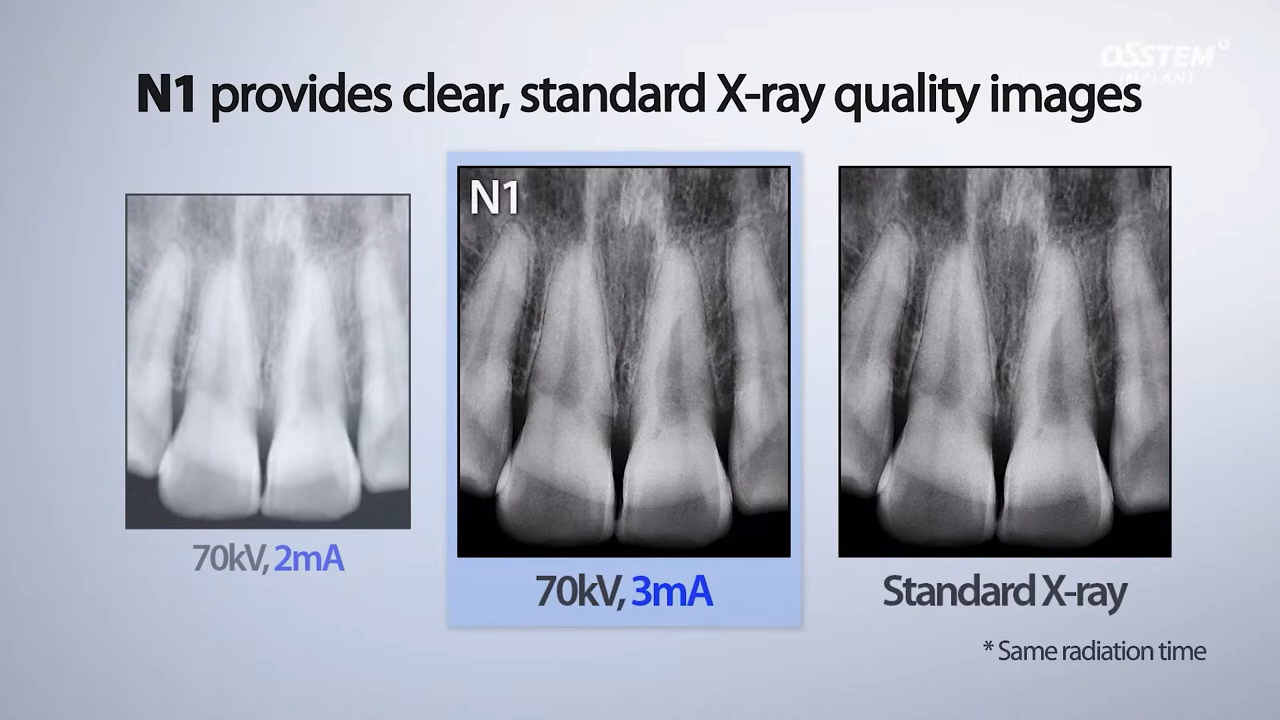 OSSTEM
IMPLANT
N1 provides clear, standard X-ray quality images
N1
70kV, 2mA
70kV, 3mA
Standard X-ray
* Same radiation time